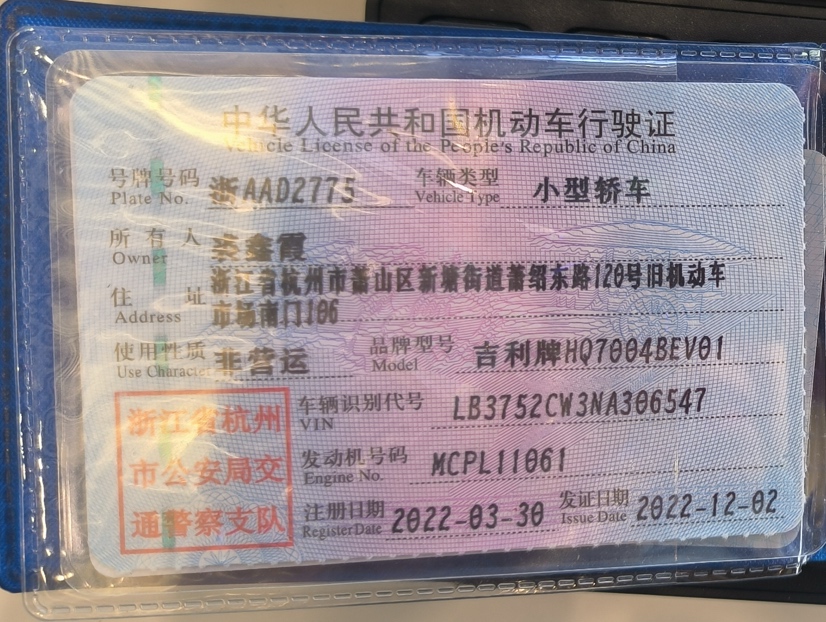 中华人民共和国机动车行驶证
Vehicle License of the People's Republic of China
号牌号码 浙AAD2775 车辆类型 小型轿车
Plate No. Vehicle Type
所有人 鑫霞
Owner
浙江省杭州市萧山区新塘街道萧绍东路120号旧机动车
住址 市场南门106
Address
使用性质 非营运 品牌型号 吉利牌HQ7004BEV01
Use Character Model
浙江省杭州 车辆识别代号 LB3752CW3NA306547
VIN
市公安局交 发动机号码 MCPL11061
Engine No.
通警察支队 注册日期 2022-03-30 发证日期 2022-12-02
Register Date Issue Date